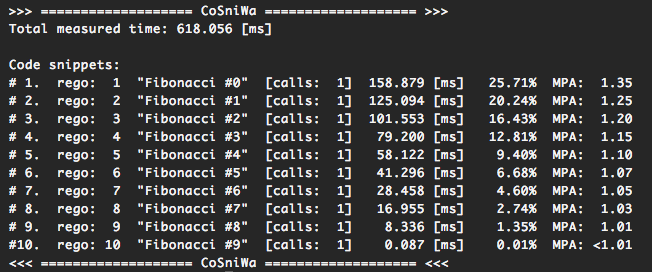 >>> =================== CoSniWa =================== >>>
Total measured time: 618.056 [ms]
Code snippets:
# 1.  rego:  1  "Fibonacci #0"  [calls:  1]  158.879 [ms]  25.71%  MPA:  1.35
# 2.  rego:  2  "Fibonacci #1"  [calls:  1]  125.094 [ms]  20.24%  MPA:  1.25
# 3.  rego:  3  "Fibonacci #2"  [calls:  1]  101.553 [ms]  16.43%  MPA:  1.20
# 4.  rego:  4  "Fibonacci #3"  [calls:  1]   79.200 [ms]  12.81%  MPA:  1.15
# 5.  rego:  5  "Fibonacci #4"  [calls:  1]   58.122 [ms]   9.40%  MPA:  1.10
# 6.  rego:  6  "Fibonacci #5"  [calls:  1]   41.296 [ms]   6.68%  MPA:  1.07
# 7.  rego:  7  "Fibonacci #6"  [calls:  1]   28.458 [ms]   4.60%  MPA:  1.05
# 8.  rego:  8  "Fibonacci #7"  [calls:  1]   16.955 [ms]   2.74%  MPA:  1.03
# 9.  rego:  9  "Fibonacci #8"  [calls:  1]    8.336 [ms]   1.35%  MPA:  1.01
#10.  rego: 10  "Fibonacci #9"  [calls:  1]    0.087 [ms]   0.01%  MPA: <1.01
<<< =================== CoSniWa =================== <<<